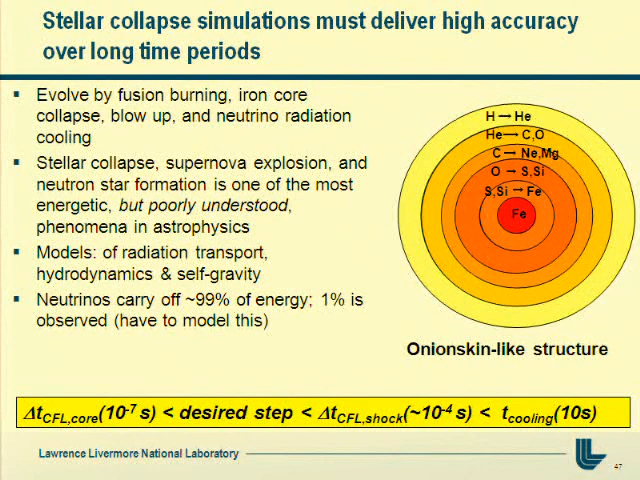 Stellar collapse simulations must deliver high accuracy
over long time periods
▪ Evolve by fusion burning, iron core
collapse, blow up, and neutrino radiation
cooling
▪ Stellar collapse, supernova explosion, and
neutron star formation is one of the most
energetic, but poorly understood,
phenomena in astrophysics
▪ Models: of radiation transport,
hydrodynamics & self-gravity
▪ Neutrinos carry off ~99% of energy; 1% is
observed (have to model this)
H → He
He → C,O
C → Ne,Mg
O → S,Si
S,Si → Fe
Fe
Onionskin-like structure
Δt_CFL,core(10^-7 s) < desired step < Δt_CFL,shock(~10^-4 s) < t_cooling(10s)
Lawrence Livermore National Laboratory
47